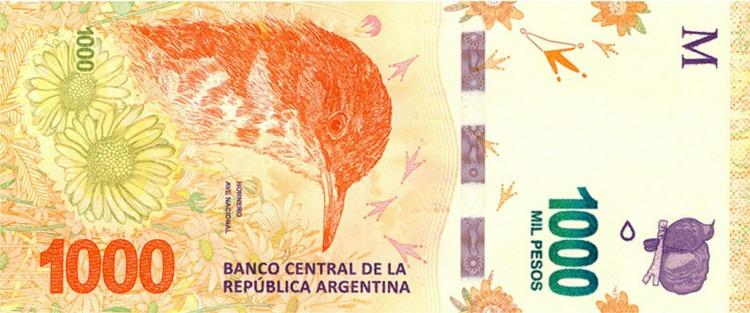 1000
HORNERO
AVE NACIONAL
1000
BANCO CENTRAL DE LA
REPÚBLICA ARGENTINA
M
1000
MIL PESOS